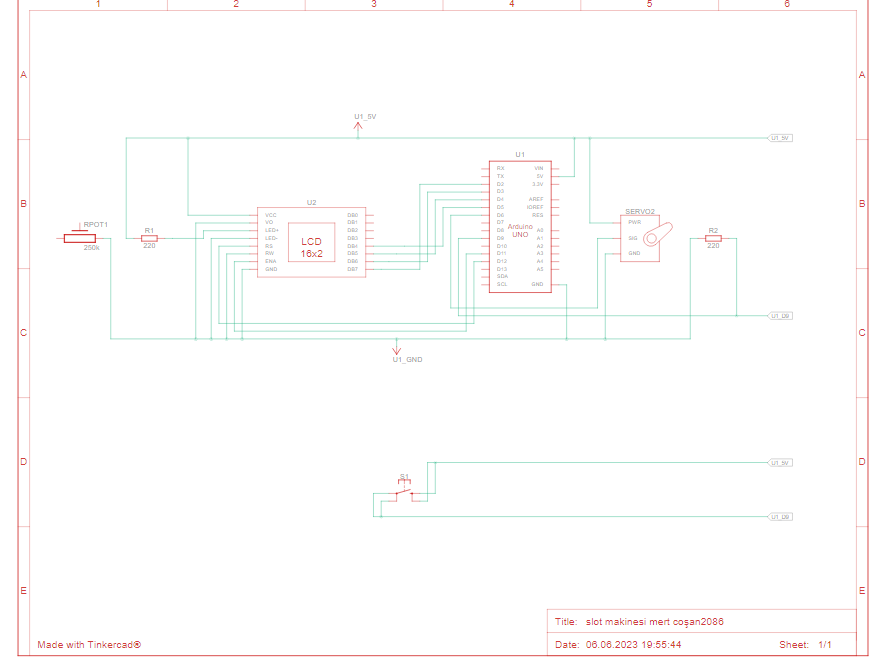 1 2 3 4 5 6
A A
U1_5V
U1_5V
U1
RX VIN
TX 5V
D2 3.3V
D3
D4 AREF
D5 IOREF
D6 RES
D7
D8 A0
D9 A1
D10 A2
D11 A3
D12 A4
D13 A5
SDA
SCL GND
Arduino
UNO
B B
U2
VCC DB0
VO DB1
LED+ DB2
LED- DB3
RS DB4
RW DB5
ENA DB6
GND DB7
LCD
16x2
SERVO2
PWR
SIG
GND
RPOT1
250k
R1
220
R2
220
U1_D9
C C
U1_GND
D D
U1_5V
S1
U1_D9
E E
Title: slot makinesi mert coşan2086
Made with Tinkercad®
Date: 06.06.2023 19:55:44 Sheet: 1/1